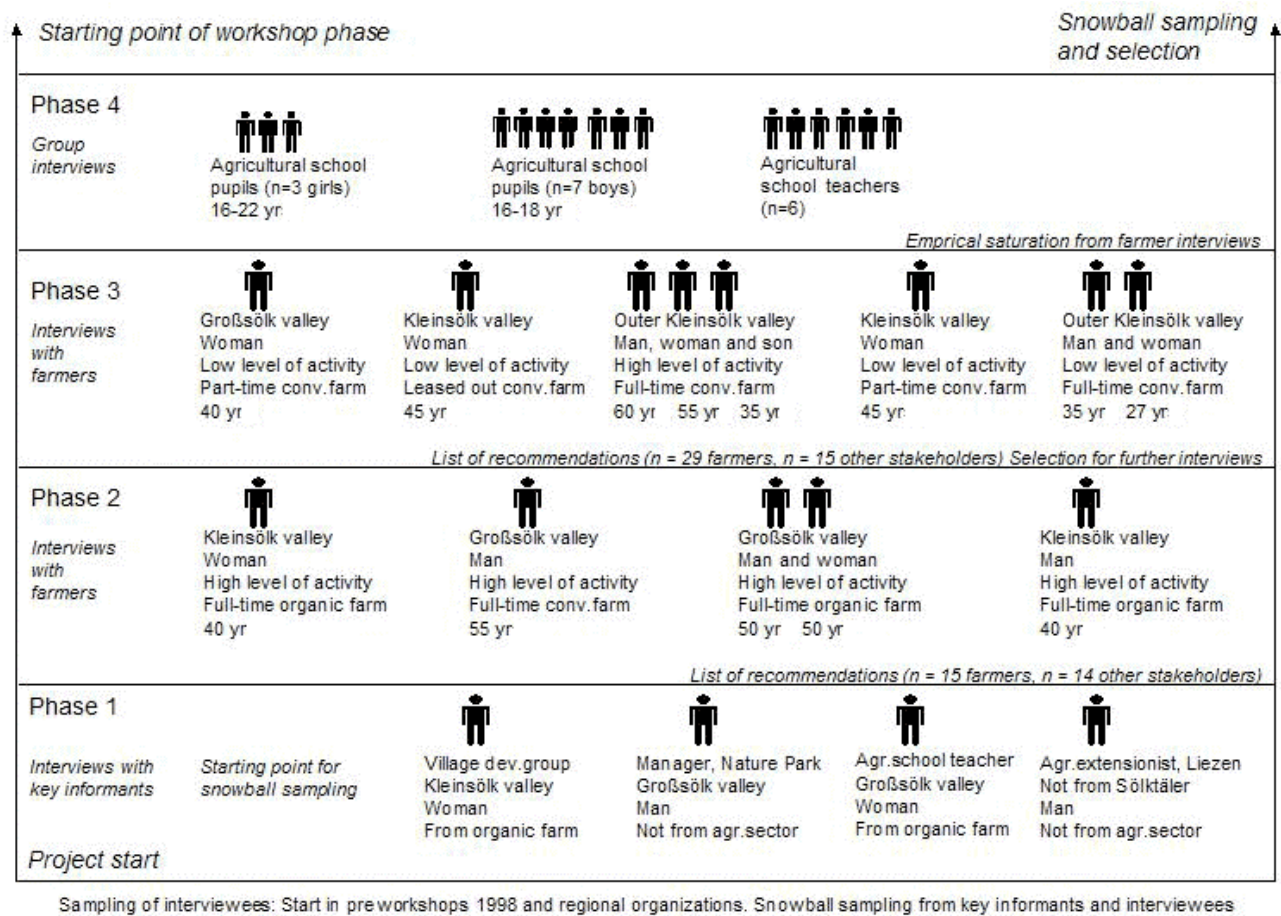 Starting point of workshop phase
Snowball sampling
and selection
Phase 4
Group
interviews
Agricultural school
pupils (n=3 girls)
16-22 yr
Agricultural school
pupils (n=7 boys)
16-18 yr
Agricultural
school teachers
(n=6)
Emprical saturation from farmer interviews
Phase 3
Interviews
with
farmers
Großsölk valley
Woman
Low level of activity
Part-time conv.farm
40 yr
Kleinsölk valley
Woman
Low level of activity
Leased out conv.farm
45 yr
Outer Kleinsölk valley
Man, woman and son
High level of activity
Full-time conv.farm
60 yr 55 yr 35 yr
Kleinsölk valley
Woman
Low level of activity
Part-time conv.farm
45 yr
Outer Kleinsölk valley
Man and woman
Low level of activity
Full-time conv.farm
35 yr 27 yr
List of recommendations (n = 29 farmers, n = 15 other stakeholders) Selection for further interviews
Phase 2
Interviews
with
farmers
Kleinsölk valley
Woman
High level of activity
Full-time organic farm
40 yr
Großsölk valley
Man
High level of activity
Full-time conv.farm
55 yr
Großsölk valley
Man and woman
High level of activity
Full-time organic farm
50 yr 50 yr
Kleinsölk valley
Man
High level of activity
Full-time organic farm
40 yr
List of recommendations (n = 15 farmers, n = 14 other stakeholders)
Phase 1
Interviews with
key informants
Starting point for
snowball sampling
Village dev.group
Kleinsölk valley
Woman
From organic farm
Manager, Nature Park
Großsölk valley
Man
Not from agr.sector
Agr.school teacher
Großsölk valley
Woman
From organic farm
Agr.extensionist, Liezen
Not from Sölktäler
Man
Not from agr.sector
Project start
Sampling of interviewees: Start in pre workshops 1998 and regional organizations. Snowball sampling from key informants and interviewees